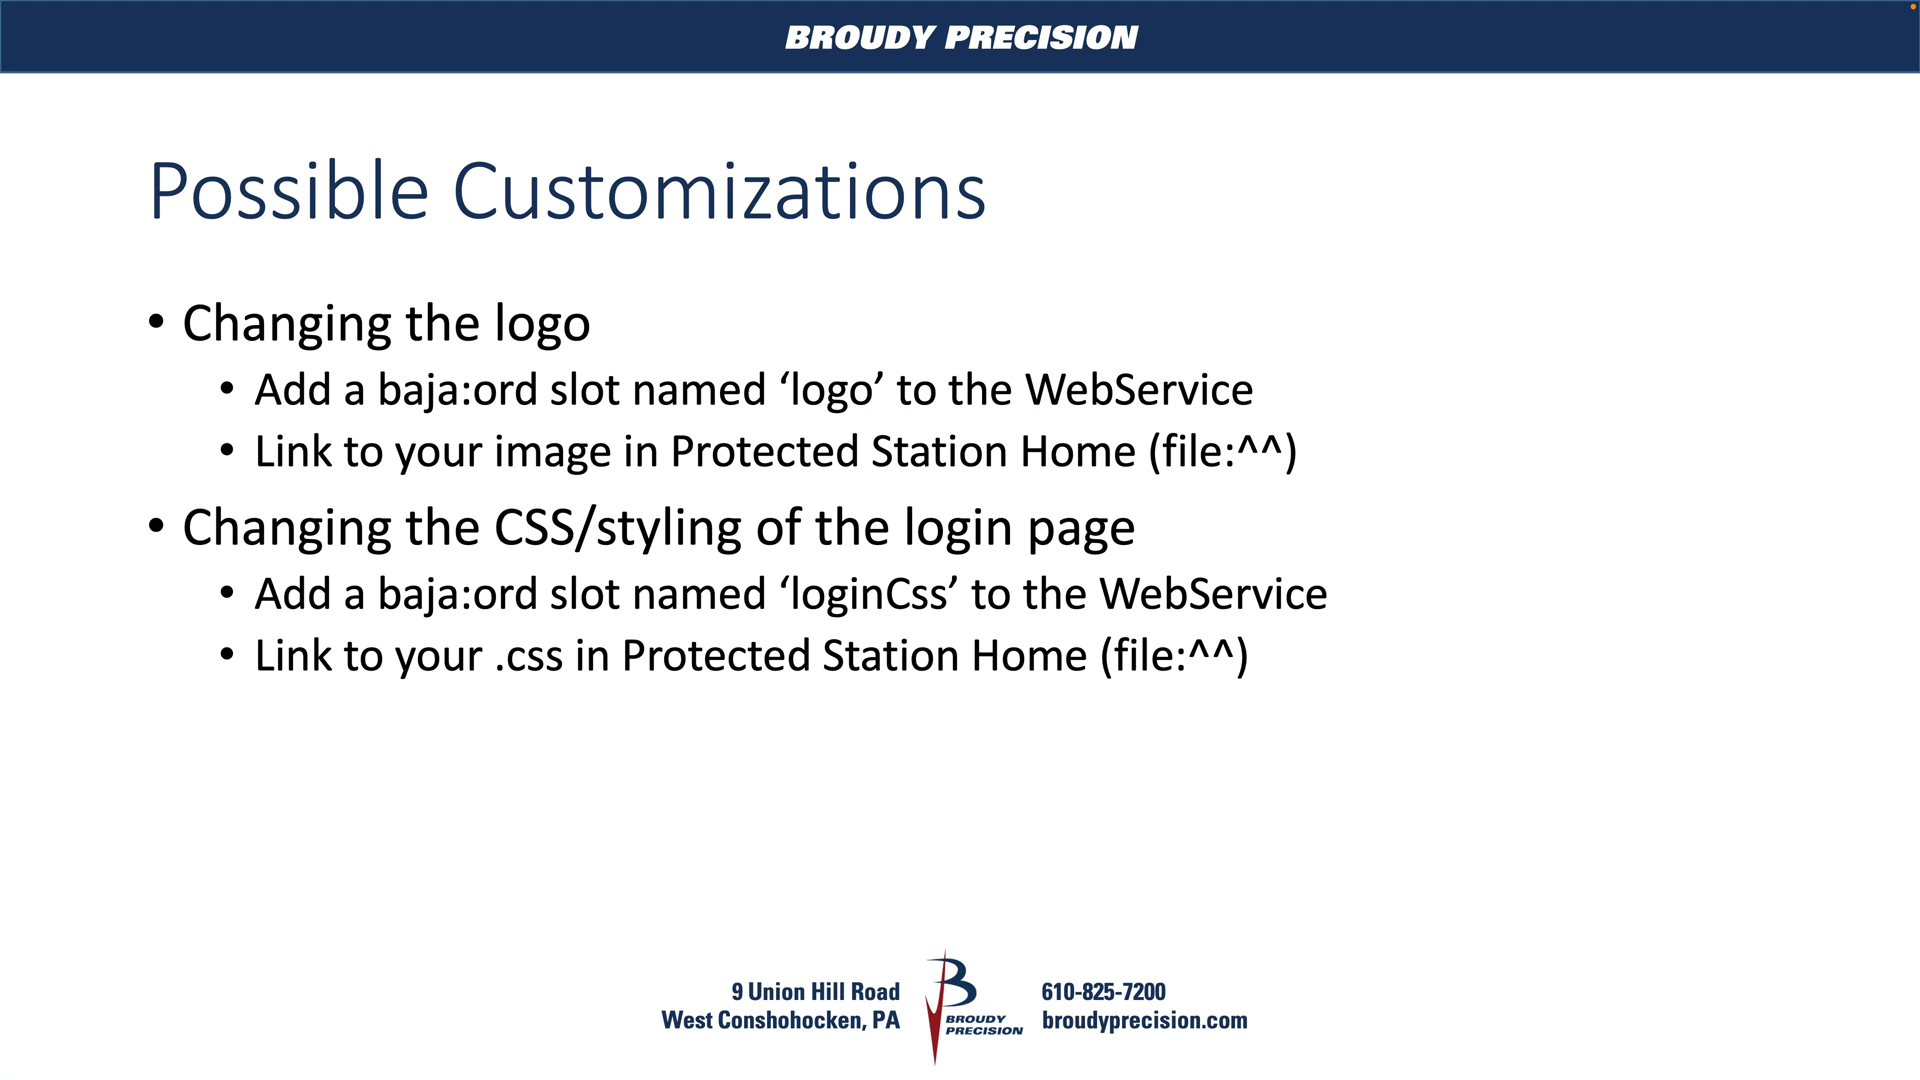 BROUDY PRECISION
Possible Customizations
• Changing the logo
• Add a baja:ord slot named ‘logo’ to the WebService
• Link to your image in Protected Station Home (file:^^)
• Changing the CSS/styling of the login page
• Add a baja:ord slot named ‘loginCss’ to the WebService
• Link to your .css in Protected Station Home (file:^^)
9 Union Hill Road
West Conshohocken, PA
B
BROUDY
PRECISION
610-825-7200
broudyprecision.com